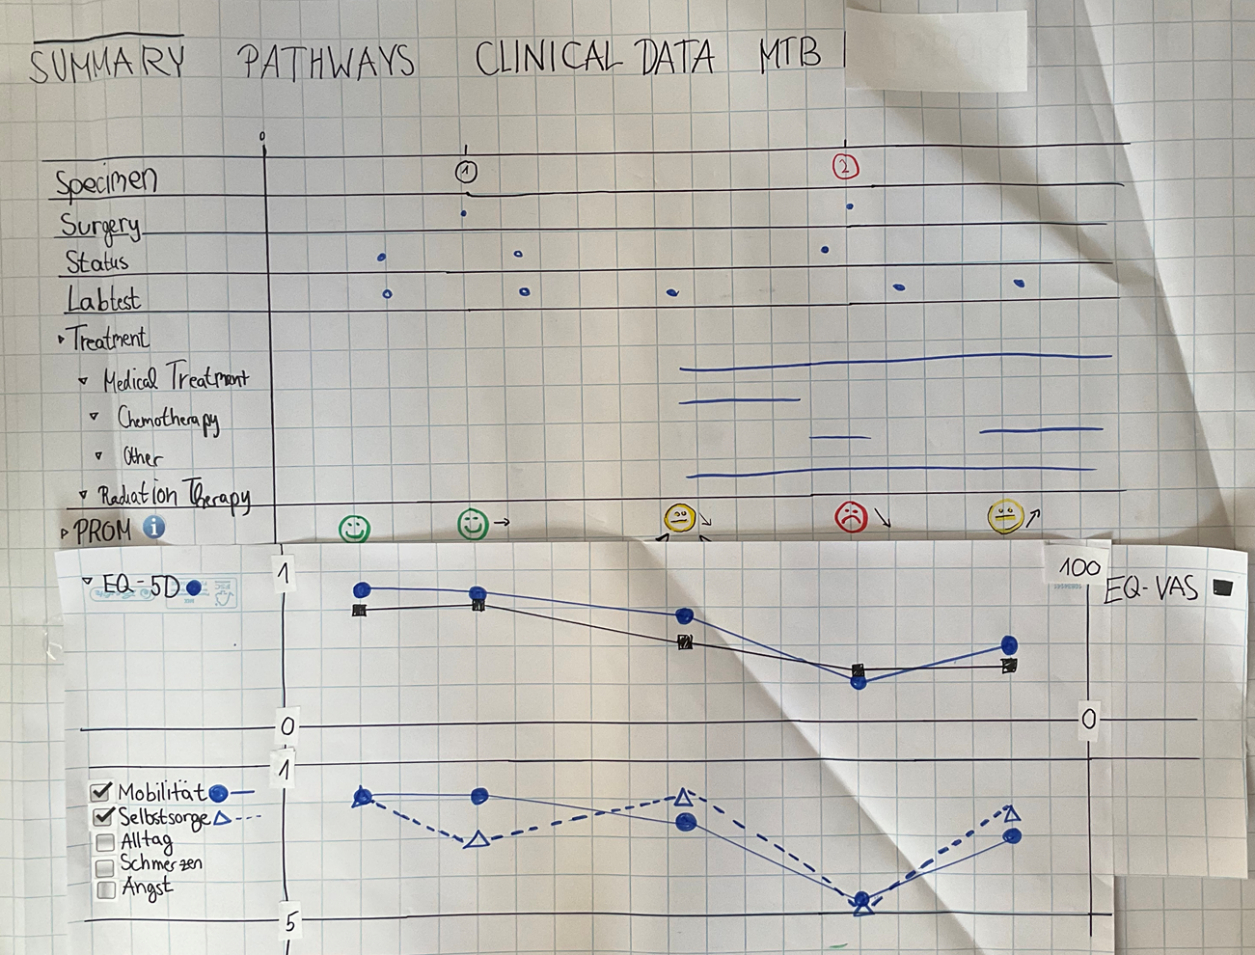 SUMMARY PATHWAYS CLINICAL DATA MTB
0
Specimen 1 2
Surgery
Status
Labtest
Treatment
Medical Treatment
Chemotherapy
Other
Radiation Therapy
PROM i
EQ-5D 1 100 EQ-VAS
0 0
1
Mobilität
Selbstsorge
Alltag
Schmerzen
Angst
5